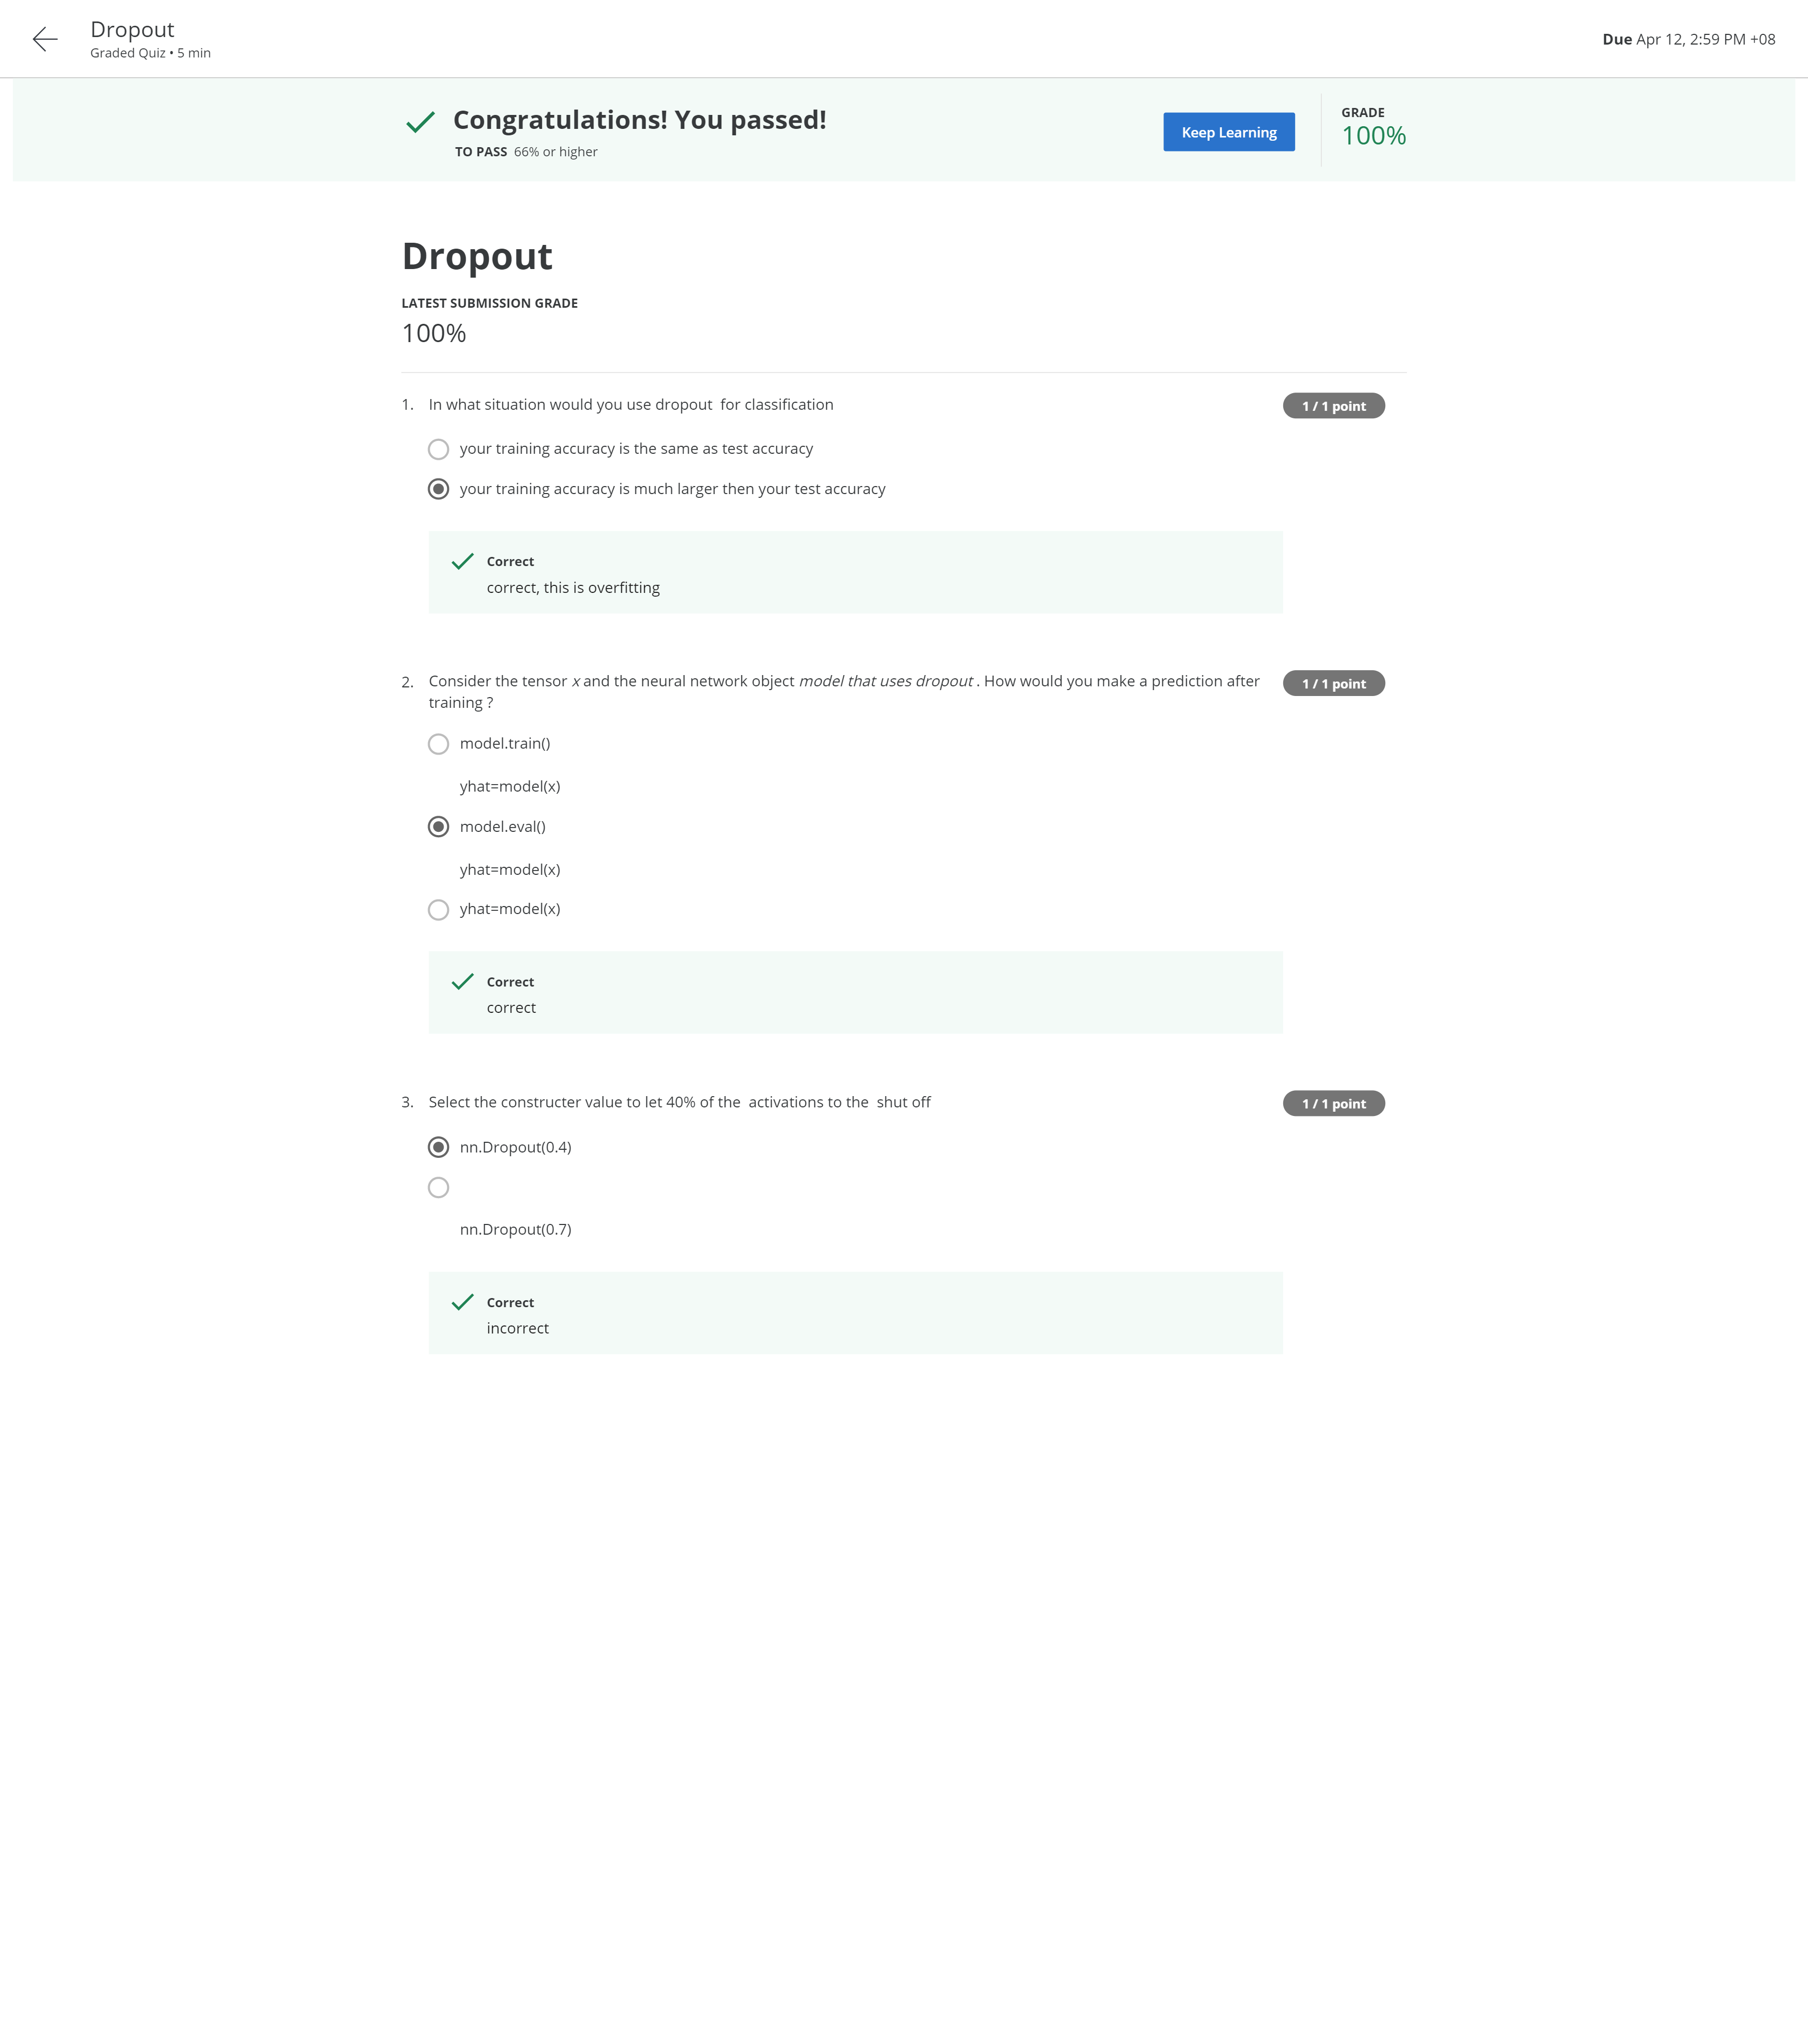 Dropout
Graded Quiz • 5 min
Due Apr 12, 2:59 PM +08
Congratulations! You passed!
TO PASS 66% or higher
Keep Learning
GRADE
100%
Dropout
LATEST SUBMISSION GRADE
100%
1. In what situation would you use dropout for classification
1 / 1 point
your training accuracy is the same as test accuracy
your training accuracy is much larger then your test accuracy
Correct
correct, this is overfitting
2. Consider the tensor x and the neural network object model that uses dropout . How would you make a prediction after
training ?
1 / 1 point
model.train()
yhat=model(x)
model.eval()
yhat=model(x)
yhat=model(x)
Correct
correct
3. Select the constructer value to let 40% of the activations to the shut off
1 / 1 point
nn.Dropout(0.4)
nn.Dropout(0.7)
Correct
incorrect